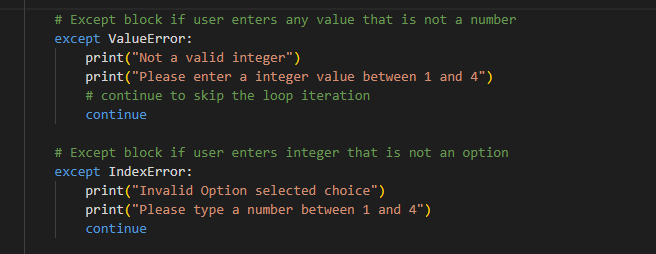 # Except block if user enters any value that is not a number
except ValueError:
print("Not a valid integer")
print("Please enter a integer value between 1 and 4")
# continue to skip the loop iteration
continue
# Except block if user enters integer that is not an option
except IndexError:
print("Invalid Option selected choice")
print("Please type a number between 1 and 4")
continue